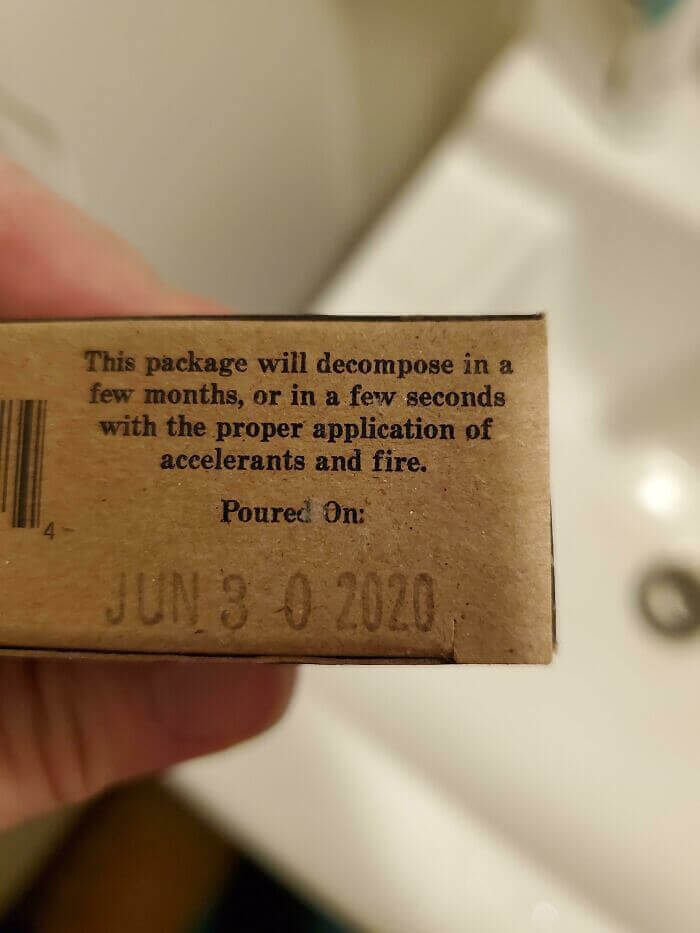 This package will decompose in a
few months, or in a few seconds
with the proper application of
accelerants and fire.
Poured On:
4
JUN 3 0 2020